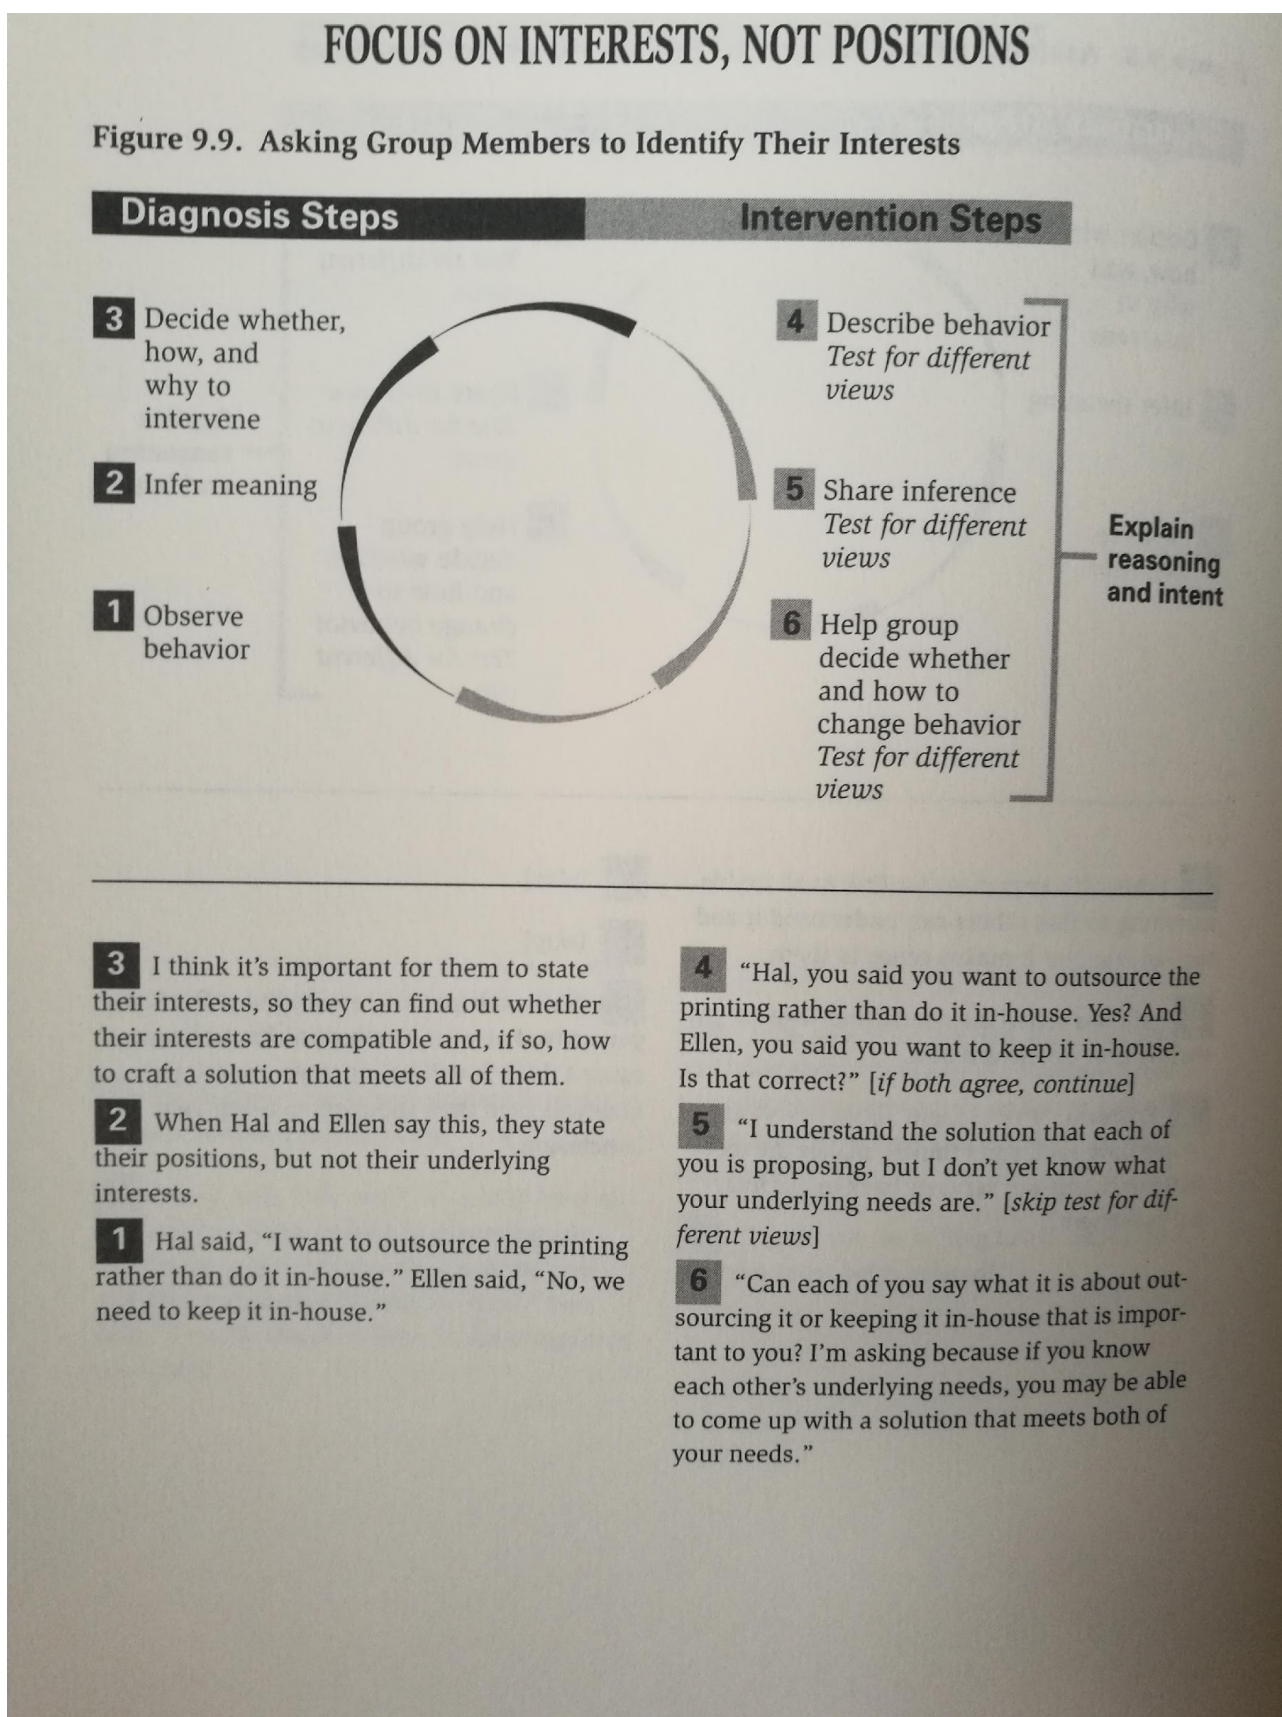 FOCUS ON INTERESTS, NOT POSITIONS
Figure 9.9. Asking Group Members to Identify Their Interests
Diagnosis Steps
Intervention Steps
3 Decide whether,
how, and
why to
intervene
2 Infer meaning
1 Observe
behavior
4 Describe behavior
Test for different
views
5 Share inference
Test for different
views
6 Help group
decide whether
and how to
change behavior
Test for different
views
Explain
reasoning
and intent
3 I think it's important for them to state
their interests, so they can find out whether
their interests are compatible and, if so, how
to craft a solution that meets all of them.
2 When Hal and Ellen say this, they state
their positions, but not their underlying
interests.
1 Hal said, “I want to outsource the printing
rather than do it in-house.” Ellen said, “No, we
need to keep it in-house.”
4 “Hal, you said you want to outsource the
printing rather than do it in-house. Yes? And
Ellen, you said you want to keep it in-house.
Is that correct?” [if both agree, continue]
5 “I understand the solution that each of
you is proposing, but I don't yet know what
your underlying needs are.” [skip test for dif-
ferent views]
6 “Can each of you say what it is about out-
sourcing it or keeping it in-house that is impor-
tant to you? I'm asking because if you know
each other's underlying needs, you may be able
to come up with a solution that meets both of
your needs.”